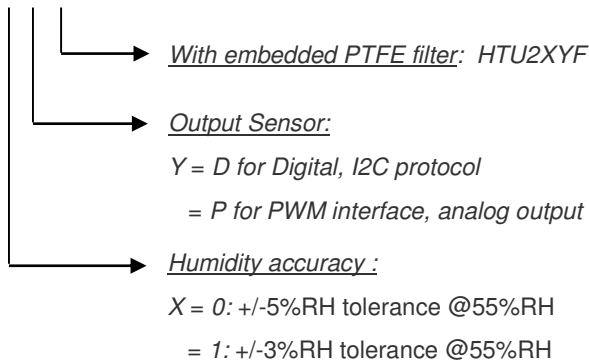 With embedded PTFE filter: HTU2XYF
Output Sensor:
Y = D for Digital, I2C protocol
= P for PWM interface, analog output
Humidity accuracy :
X = 0: +/-5%RH tolerance @55%RH
= 1: +/-3%RH tolerance @55%RH